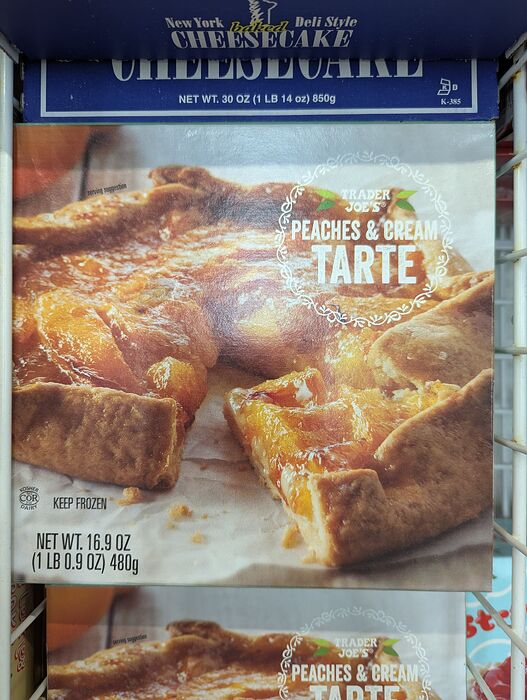 New York baked Deli Style
CHEESECAKE
CHEESECAKE
NET WT. 30 OZ (1 LB 14 oz) 850g
K D
K-385
serving suggestion
TRADER
JOE'S®
PEACHES & CREAM
TARTE
KOSHER
COR
DAIRY
KEEP FROZEN
NET WT. 16.9 OZ
(1 LB 0.9 OZ) 480g
serving suggestion
TRADER
JOE'S®
PEACHES & CREAM
TARTE